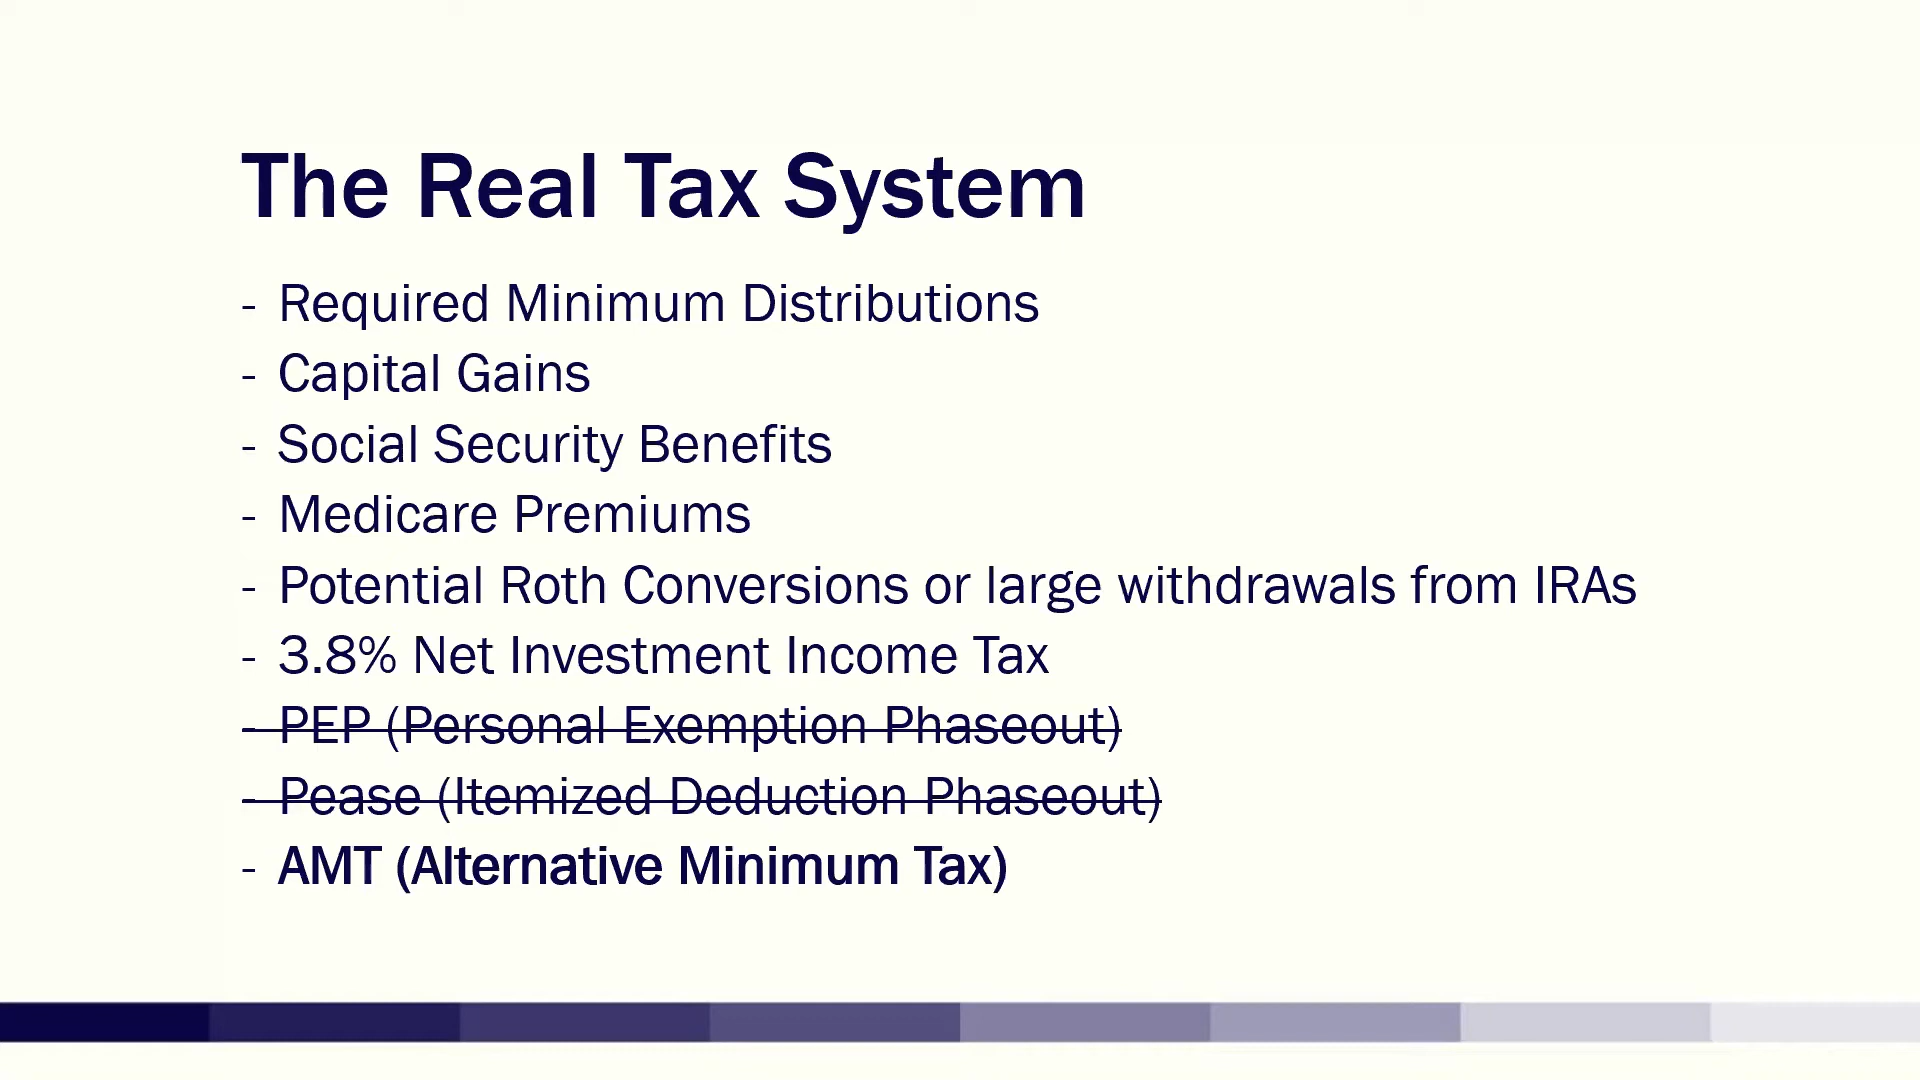 The Real Tax System
- Required Minimum Distributions
- Capital Gains
- Social Security Benefits
- Medicare Premiums
- Potential Roth Conversions or large withdrawals from IRAs
- 3.8% Net Investment Income Tax
- PEP (Personal Exemption Phaseout)
- Pease (Itemized Deduction Phaseout)
- AMT (Alternative Minimum Tax)